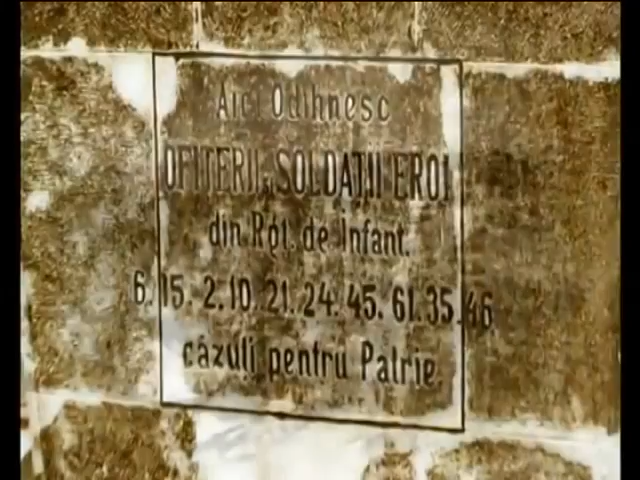 Aici Odihnesc
OFITERII, SOLDAȚII EROI
din Rgt. de Infant.
6. 15. 2. 10. 21. 24. 45. 61. 35. 46
căzuți pentru Patrie.